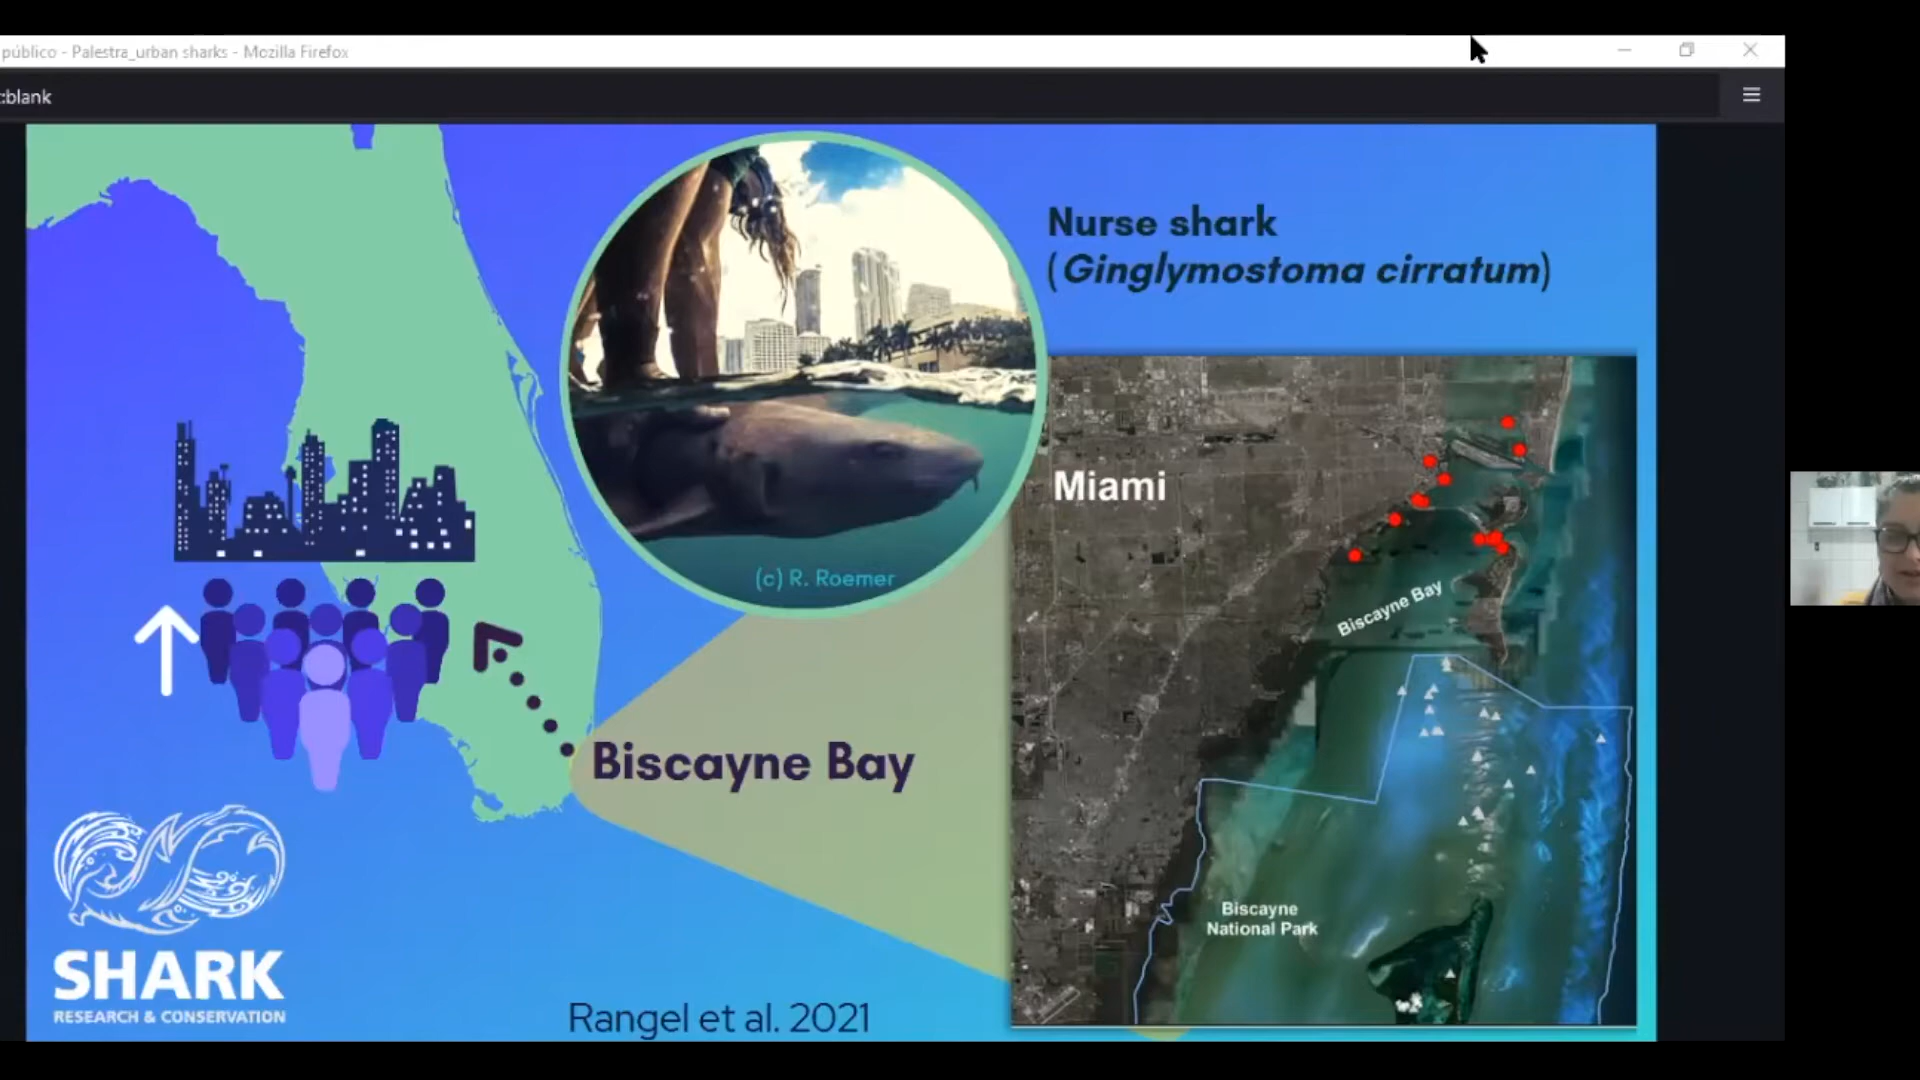 público - Palestra_urban sharks - Mozilla Firefox
:blank
Nurse shark
(Ginglymostoma cirratum)
(c) R. Roemer
Miami
Biscayne Bay
Biscayne Bay
Biscayne
National Park
SHARK
RESEARCH & CONSERVATION
Rangel et al. 2021